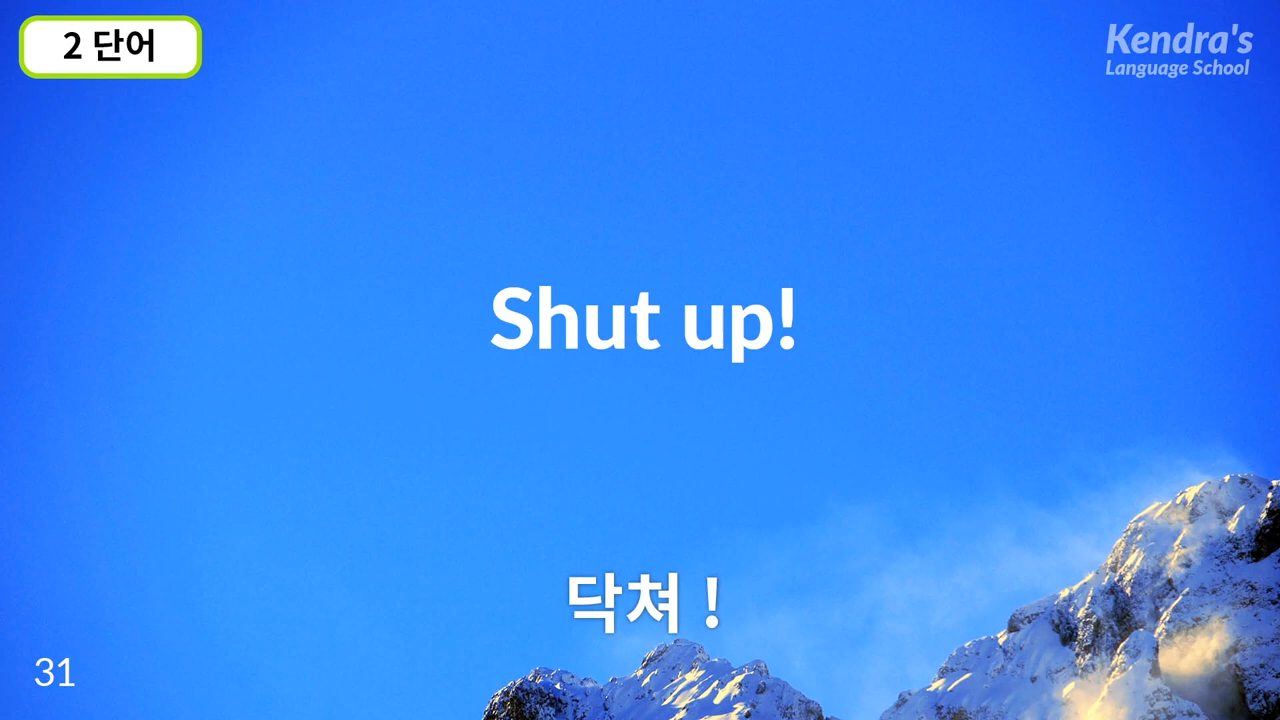 2 단어
Kendra's
Language School
Shut up!
닥쳐 !
31